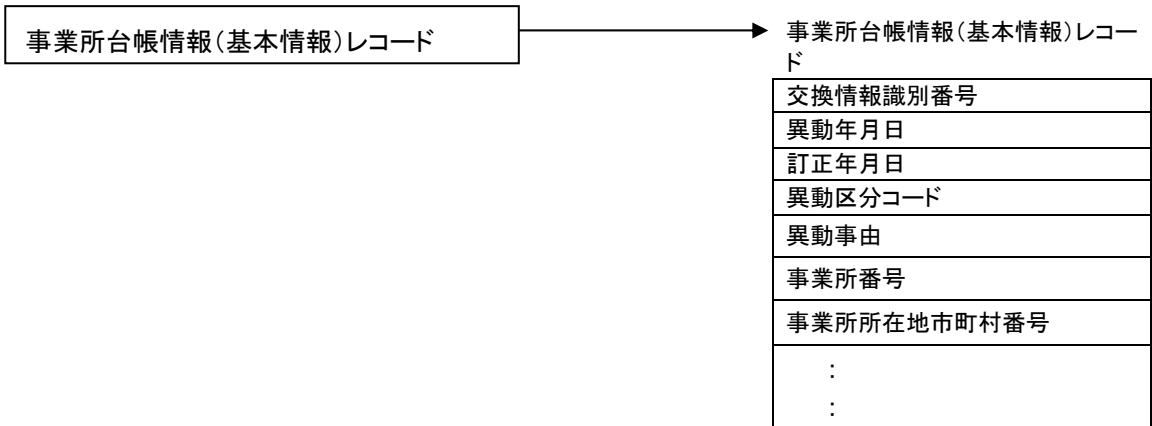 事業所台帳情報(基本情報)レコード
事業所台帳情報(基本情報)レコー
ド
交換情報識別番号
異動年月日
訂正年月日
異動区分コード
異動事由
事業所番号
事業所所在地市町村番号
:
: